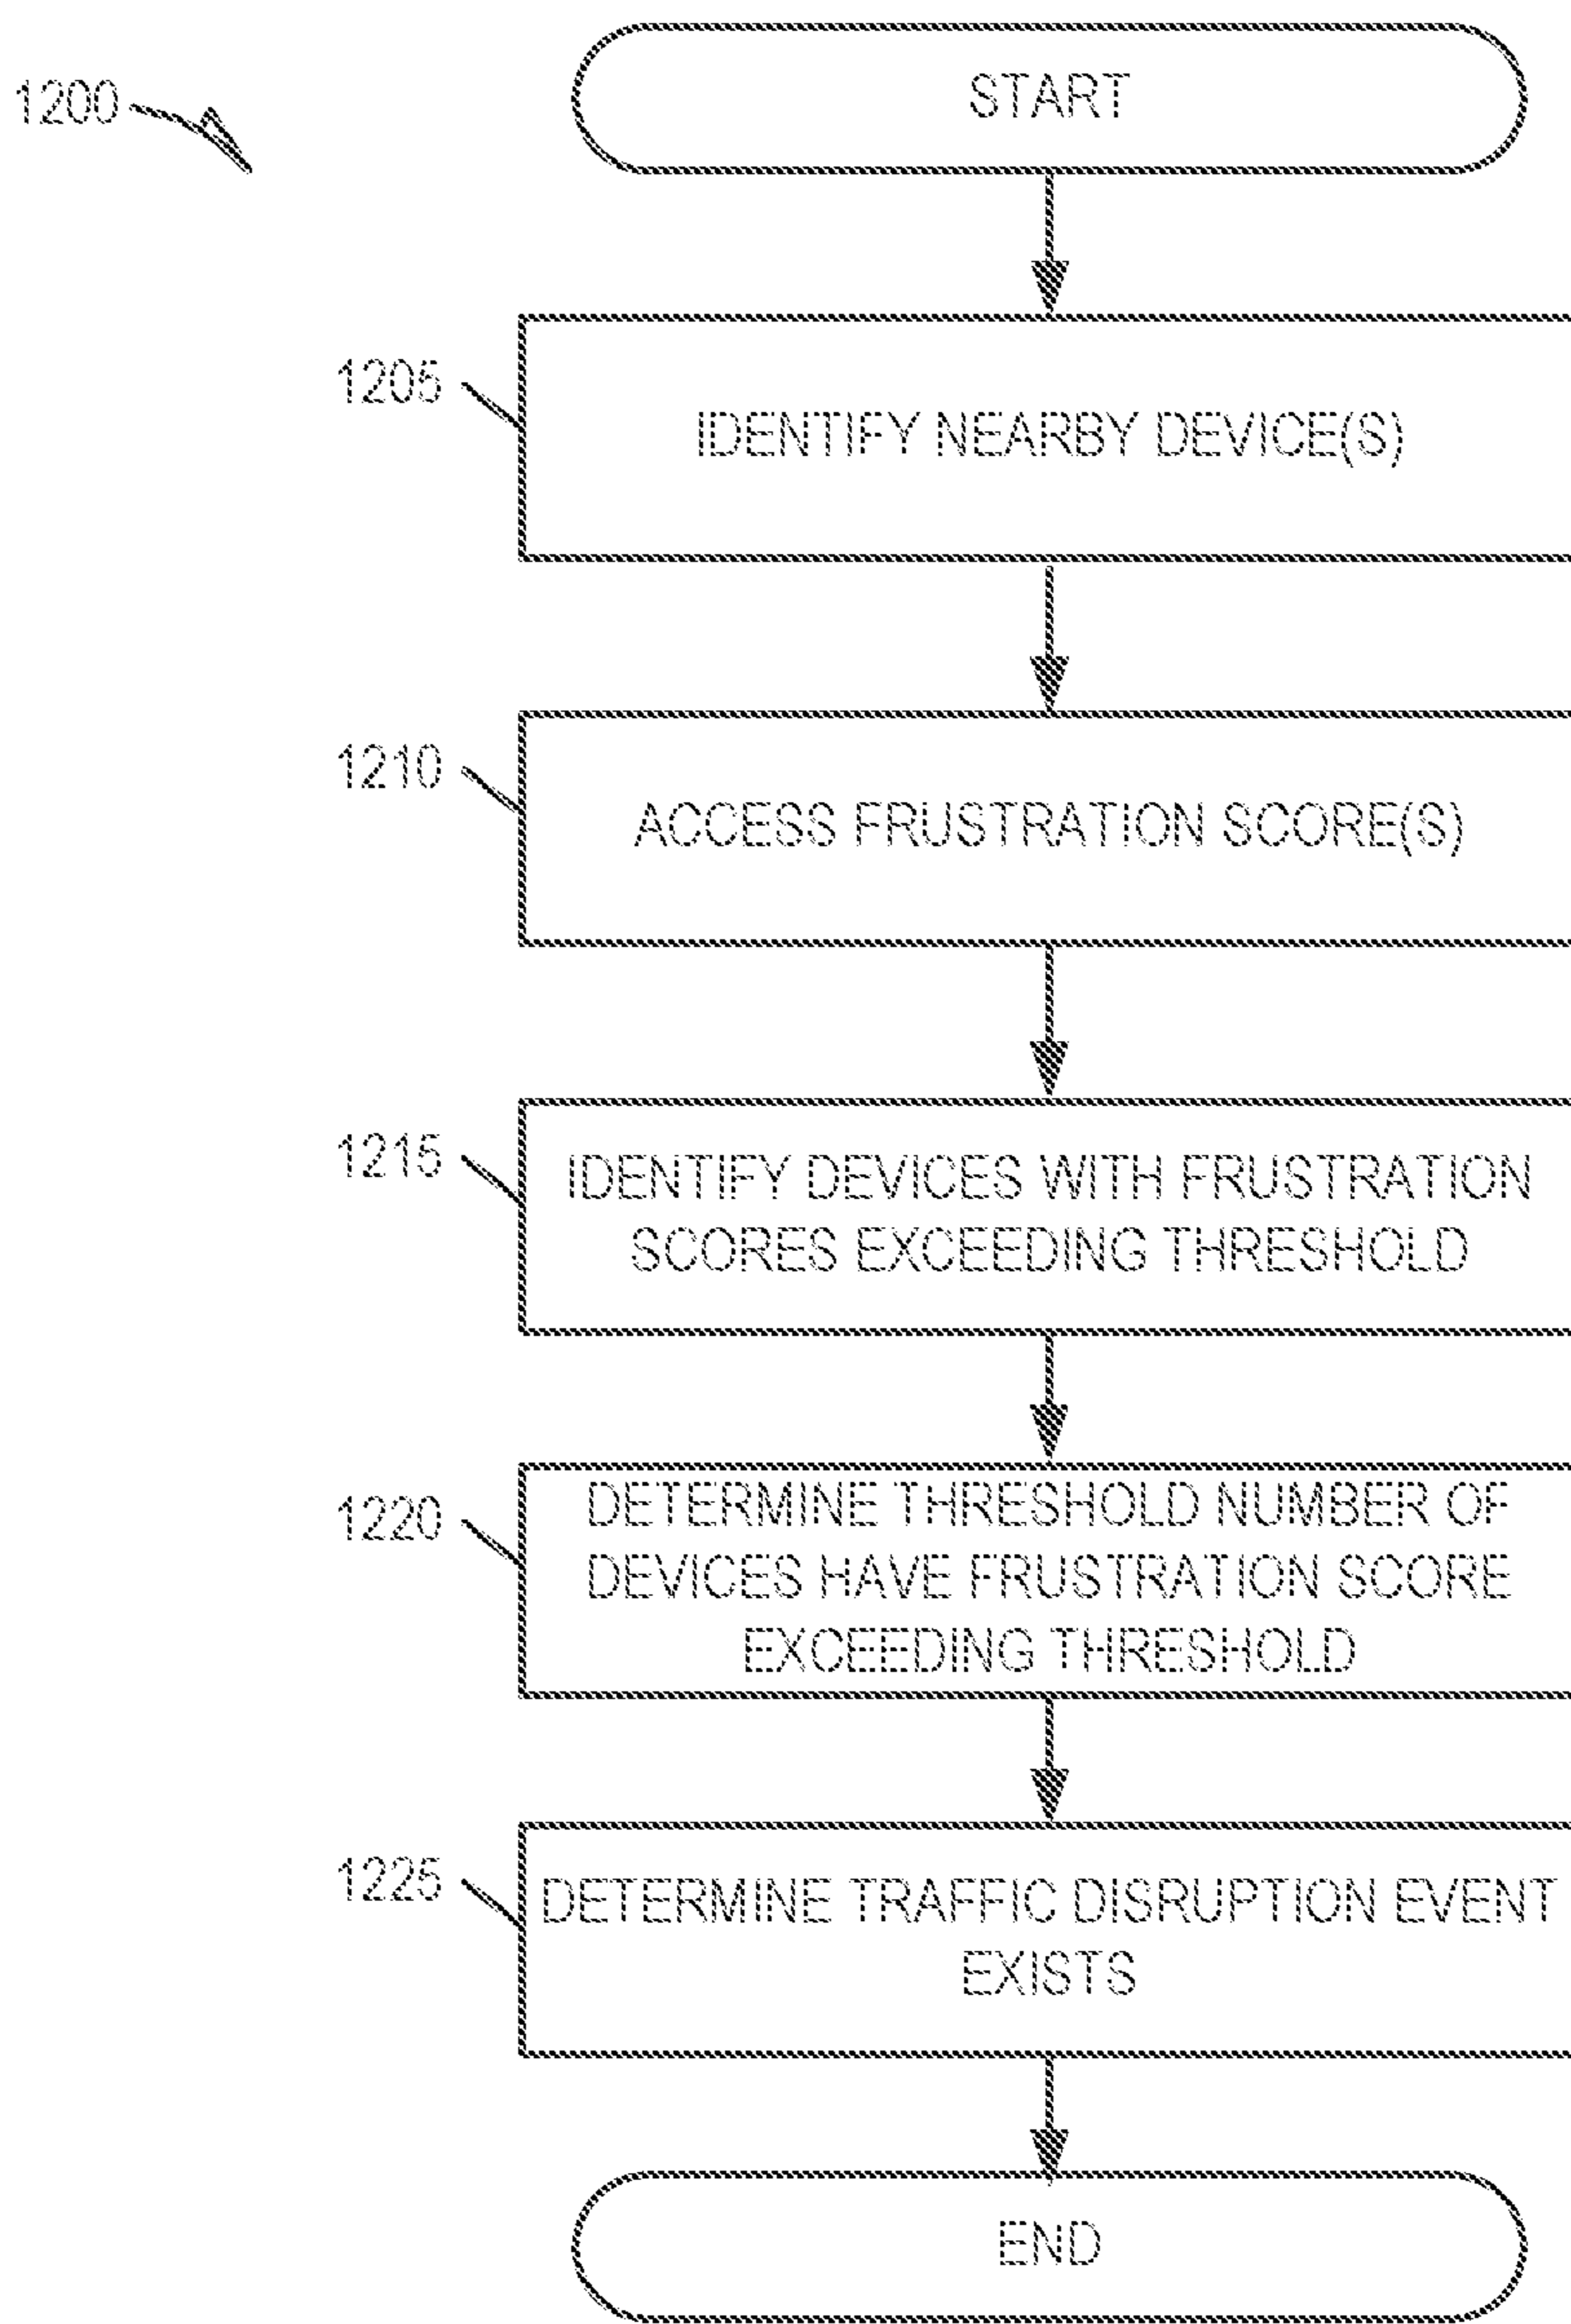 1200
START
1205
IDENTIFY NEARBY DEVICE(S)
1210
ACCESS FRUSTRATION SCORE(S)
1215
IDENTIFY DEVICES WITH FRUSTRATION
SCORES EXCEEDING THRESHOLD
1220
DETERMINE THRESHOLD NUMBER OF
DEVICES HAVE FRUSTRATION SCORE
EXCEEDING THRESHOLD
1225
DETERMINE TRAFFIC DISRUPTION EVENT
EXISTS
END